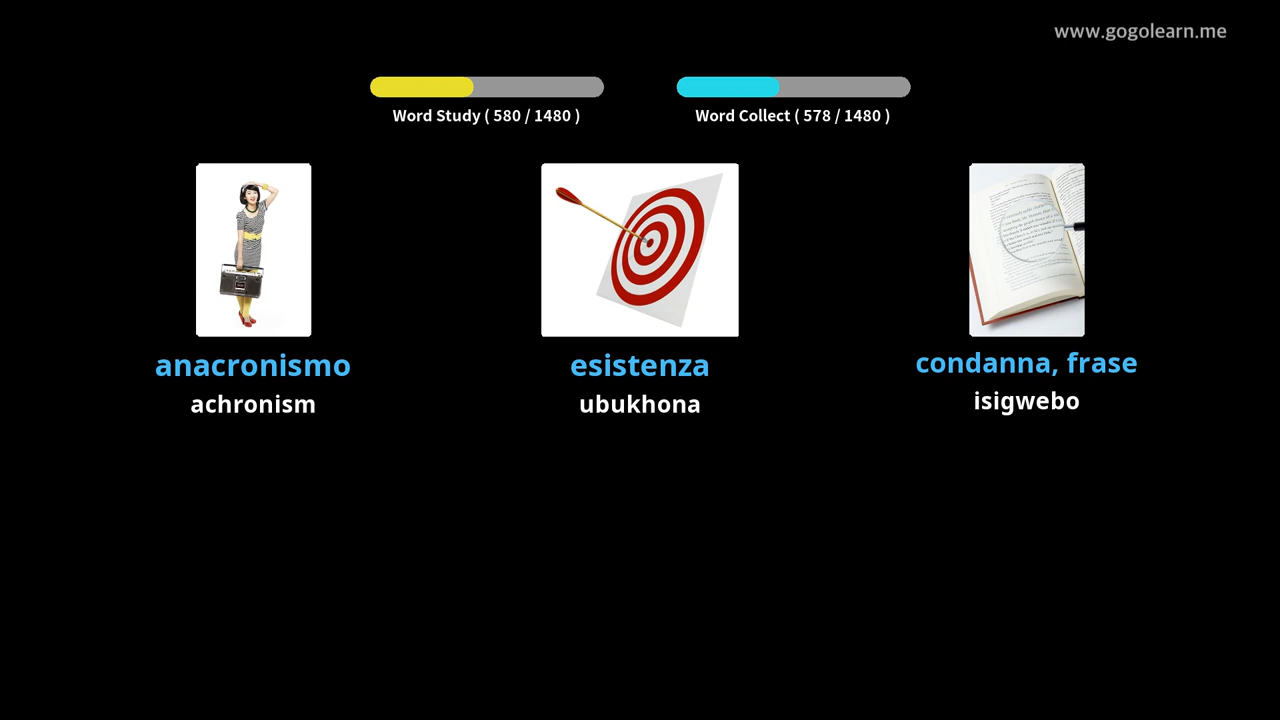 www.gogolearn.me
Word Study ( 580 / 1480 )
Word Collect ( 578 / 1480 )
anacronismo
achronism
esistenza
ubukhona
condanna, frase
isigwebo